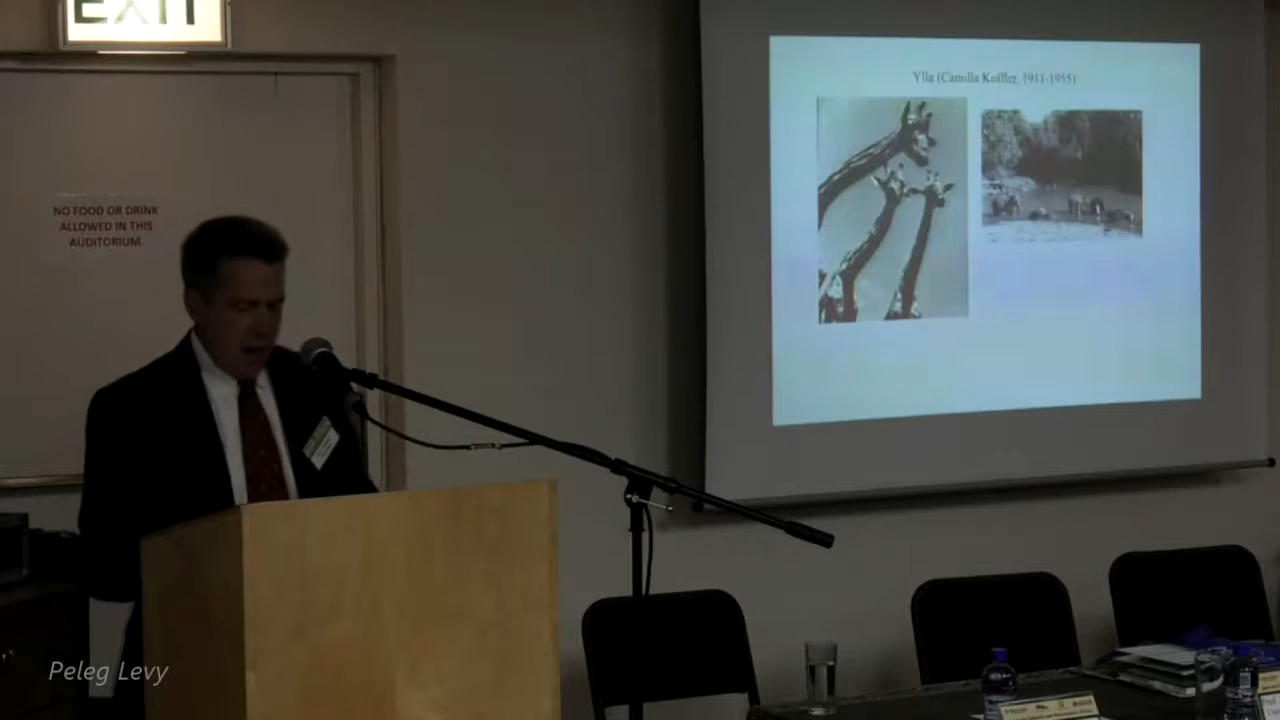 EXIT
NO FOOD OR DRINK
ALLOWED IN THIS
AUDITORIUM.
Ylla (Camilla Koffler, 1911-1955)
Peleg Levy